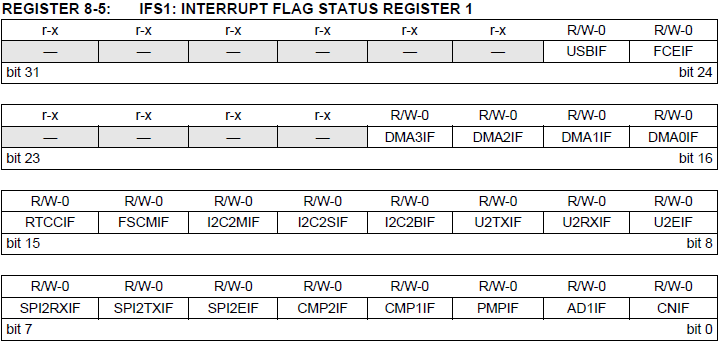 REGISTER 8-5: IFS1: INTERRUPT FLAG STATUS REGISTER 1
r-x r-x r-x r-x r-x r-x R/W-0 R/W-0
— — — — — — USBIF FCEIF
bit 31 bit 24
r-x r-x r-x r-x R/W-0 R/W-0 R/W-0 R/W-0
— — — — DMA3IF DMA2IF DMA1IF DMA0IF
bit 23 bit 16
R/W-0 R/W-0 R/W-0 R/W-0 R/W-0 R/W-0 R/W-0 R/W-0
RTCCIF FSCMIF I2C2MIF I2C2SIF I2C2BIF U2TXIF U2RXIF U2EIF
bit 15 bit 8
R/W-0 R/W-0 R/W-0 R/W-0 R/W-0 R/W-0 R/W-0 R/W-0
SPI2RXIF SPI2TXIF SPI2EIF CMP2IF CMP1IF PMPIF AD1IF CNIF
bit 7 bit 0